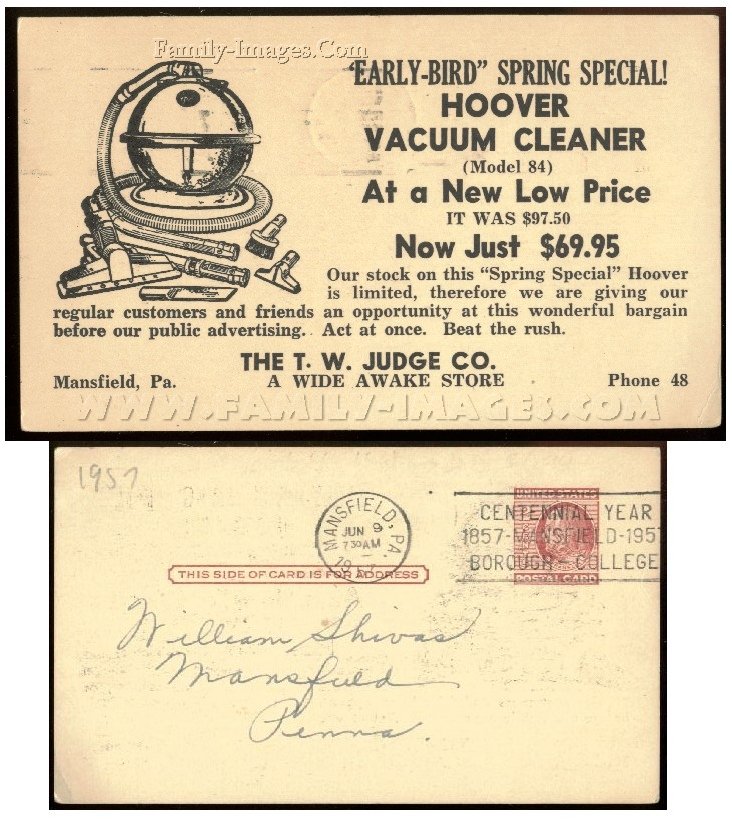 Family-Images.Com
"EARLY-BIRD" SPRING SPECIAL!
HOOVER
VACUUM CLEANER
(Model 84)
At a New Low Price
IT WAS $97.50
Now Just $69.95
Our stock on this "Spring Special" Hoover
is limited, therefore we are giving our
regular customers and friends an opportunity at this wonderful bargain
before our public advertising. Act at once. Beat the rush.
THE T. W. JUDGE CO.
Mansfield, Pa. A WIDE AWAKE STORE Phone 48
WWW.FAMILY-IMAGES.COM
1957
MANSFIELD, PA.
JUN 9
7 30 AM
1957
UNITED STATES
CENTENNIAL YEAR
1857-MANSFIELD-1957
BOROUGH COLLEGE
POSTAL CARD
THIS SIDE OF CARD IS FOR ADDRESS
William Shivas
Mansfield
Penna.